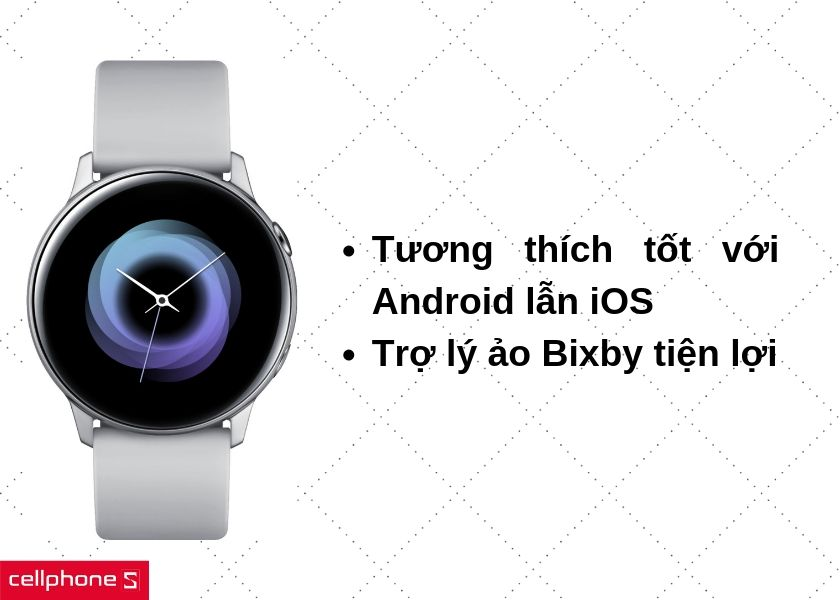 • Tương thích tốt với
Android lẫn iOS
• Trợ lý ảo Bixby tiện lợi
cellphone S